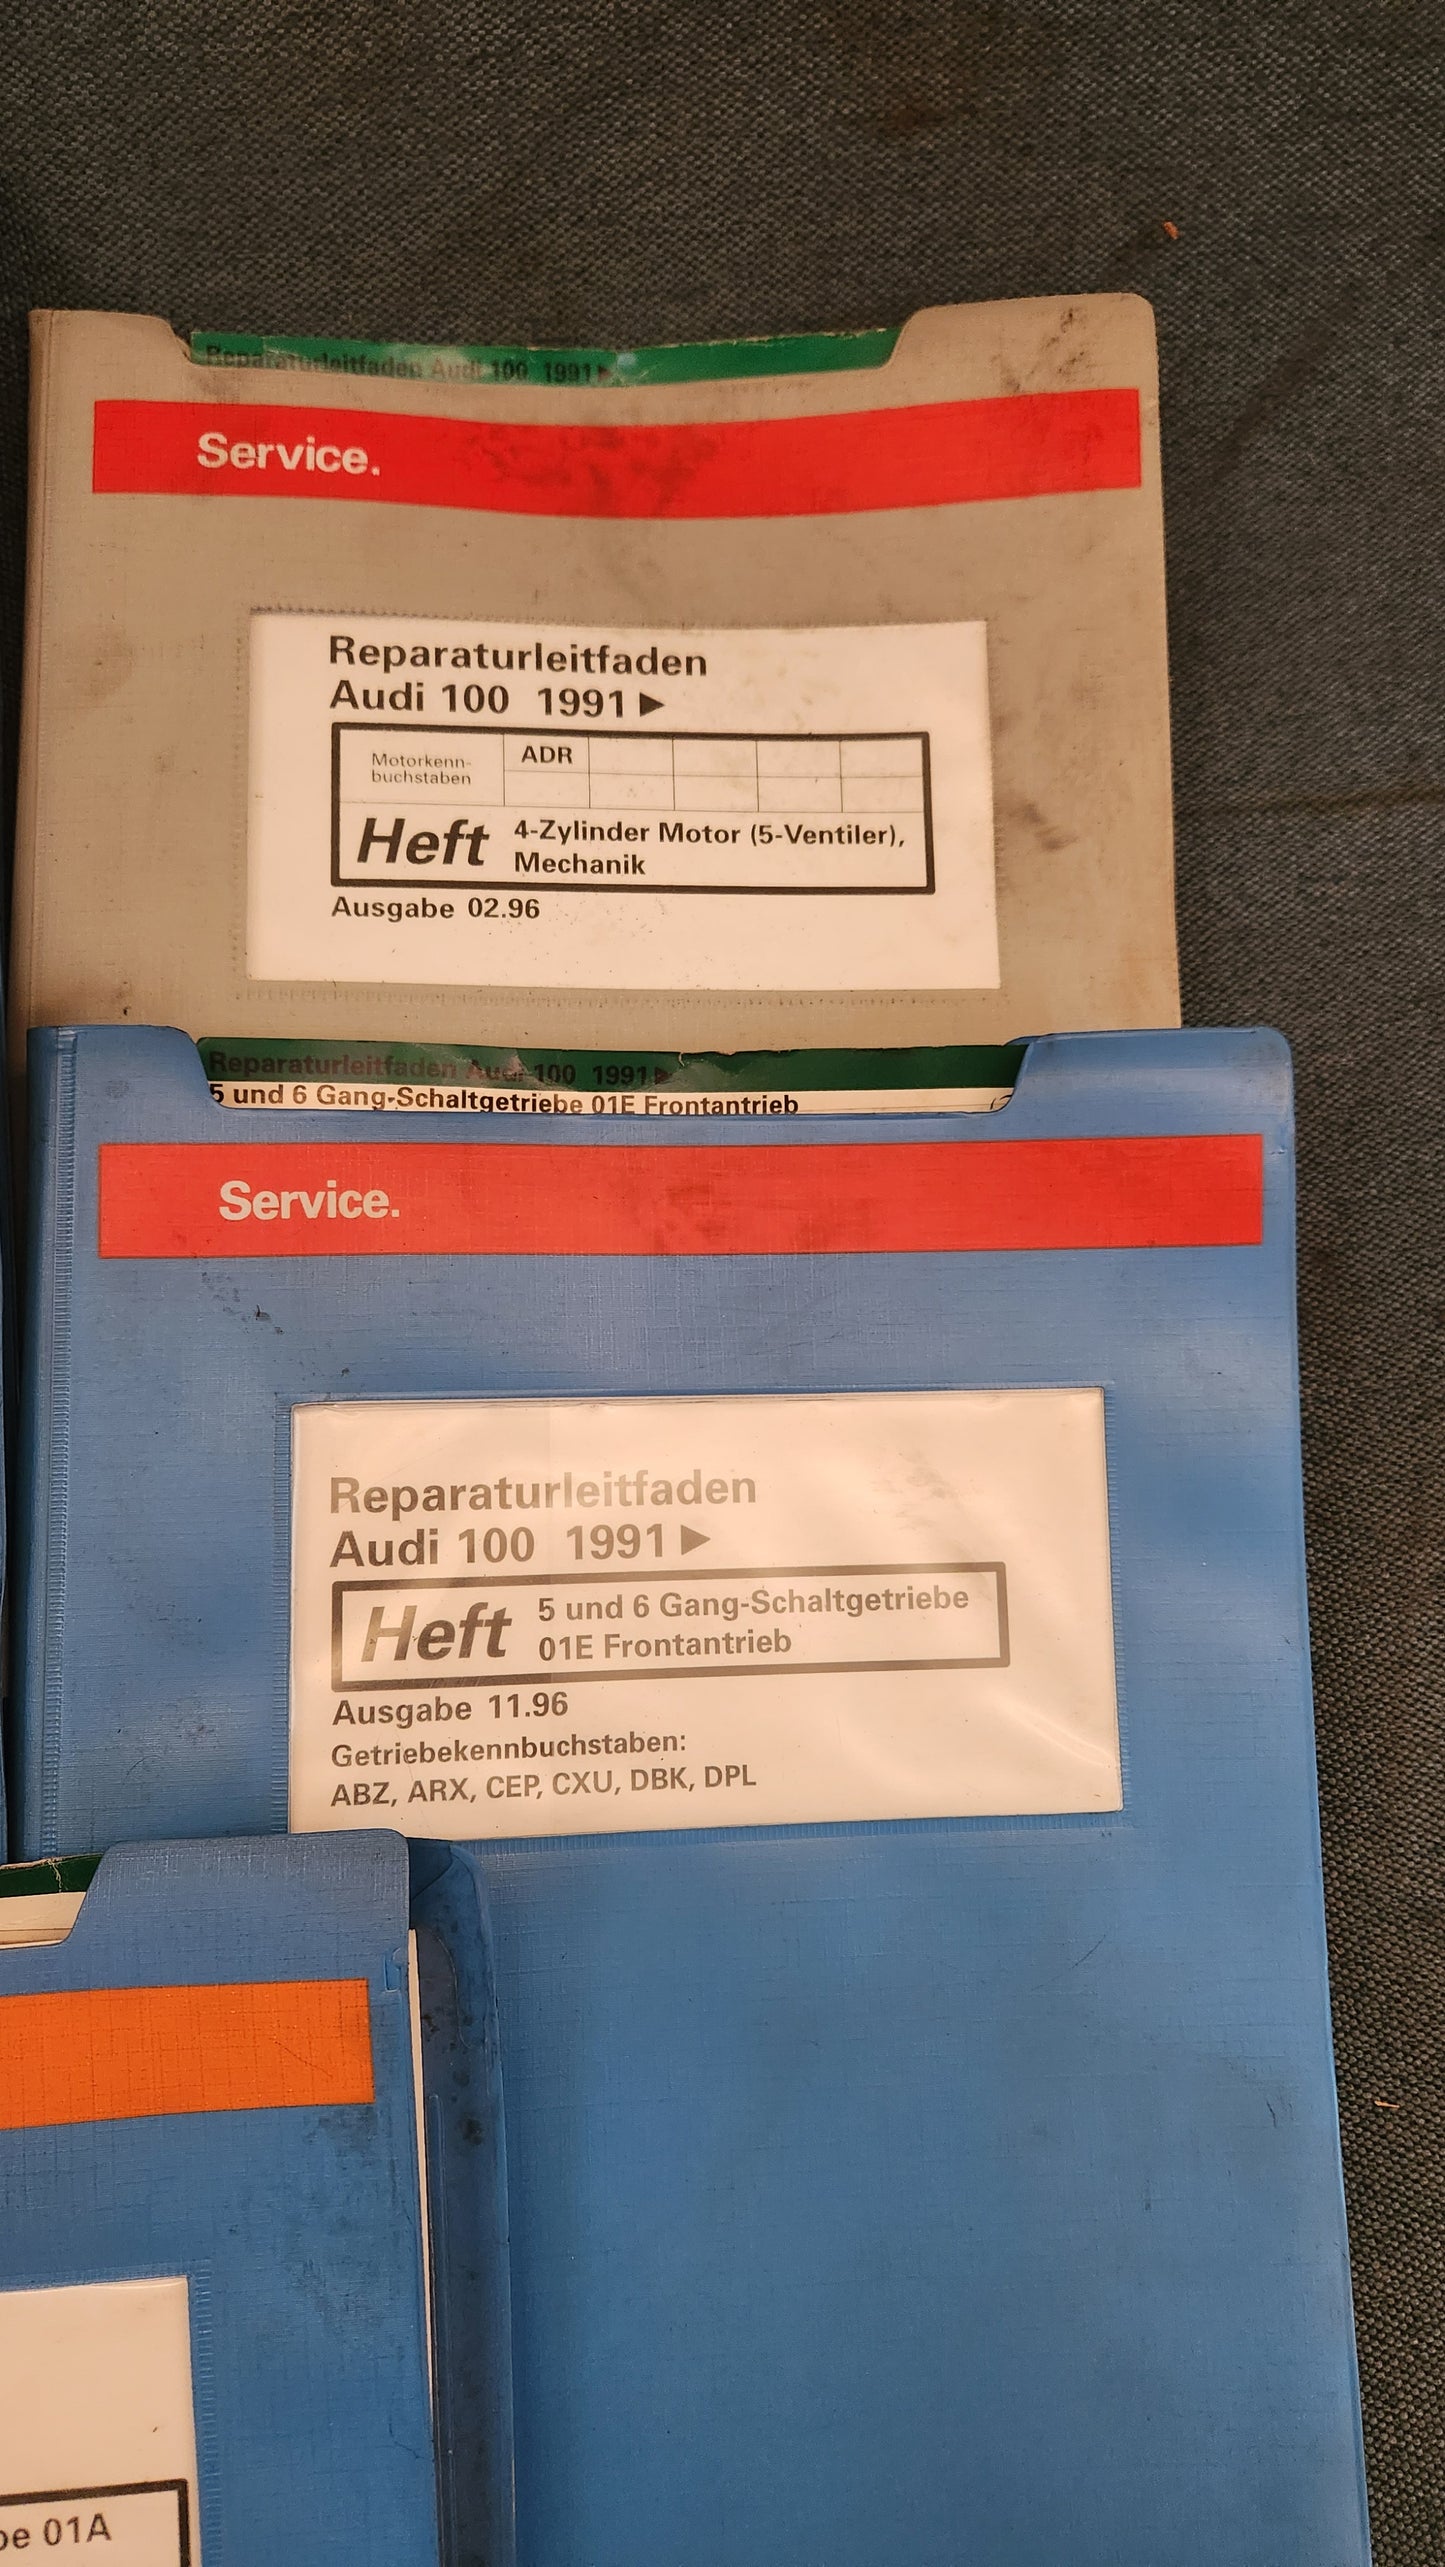 Reparaturleitfaden Audi 100 1991 ►
Service.
Reparaturleitfaden
Audi 100 1991 ►
Motorkenn-
buchstaben
ADR
Heft
4-Zylinder Motor (5-Ventiler),
Mechanik
Ausgabe 02.96
Reparaturleitfaden Audi 100 1991 ►
5 und 6 Gang-Schaltgetriebe 01E Frontantrieb
Service.
Reparaturleitfaden
Audi 100 1991 ►
Heft
5 und 6 Gang-Schaltgetriebe
01E Frontantrieb
Ausgabe 11.96
Getriebekennbuchstaben:
ABZ, ARX, CEP, CXU, DBK, DPL
01A